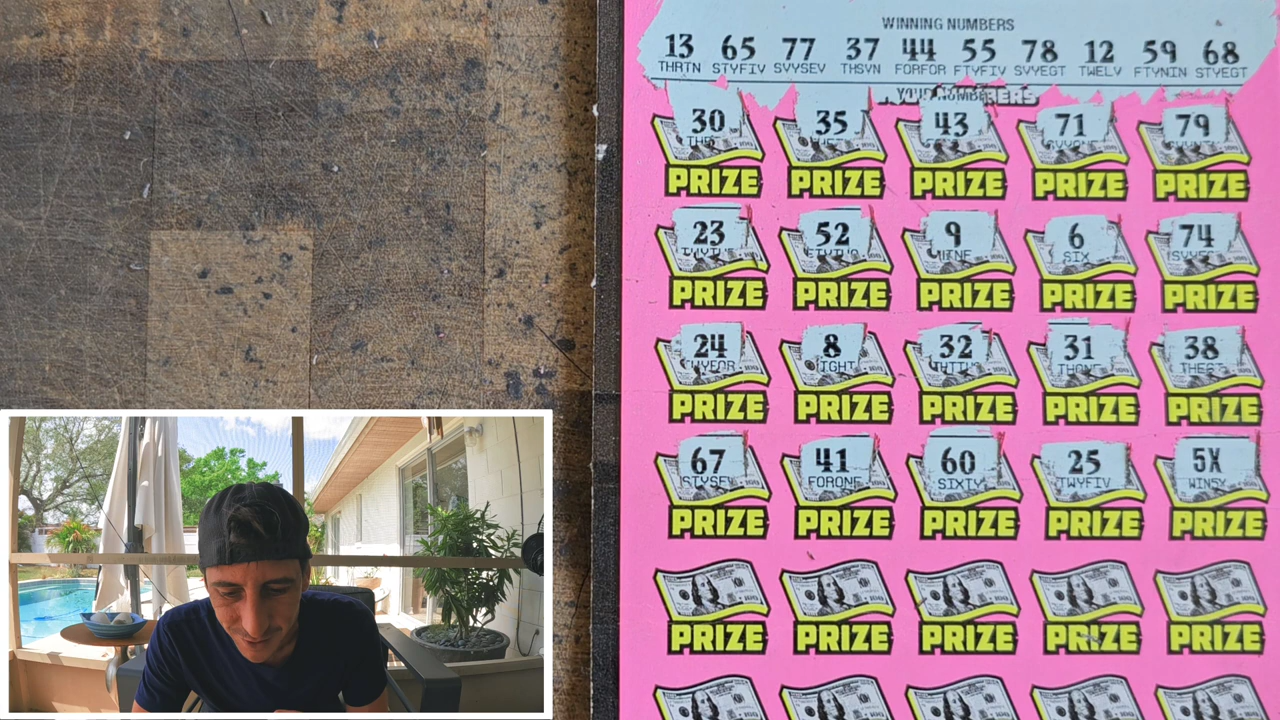 WINNING NUMBERS
13 65 77 37 44 55 78 12 59 68
THRTN STYFIV SVYSEV THSVN FORFOR FTYFIV SVYEGT TWELV FTYNIN STYEGT
YOUR NUMBERS
30 35 43 71 79
PRIZE PRIZE PRIZE PRIZE PRIZE
23 52 9 6 74
SIX
PRIZE PRIZE PRIZE PRIZE PRIZE
24 8 32 31 38
PRIZE PRIZE PRIZE PRIZE PRIZE
67 41 60 25 5X
STYSEV FORONE SIXTY TWYFIV WIN5X
PRIZE PRIZE PRIZE PRIZE PRIZE
PRIZE PRIZE PRIZE PRIZE PRIZE